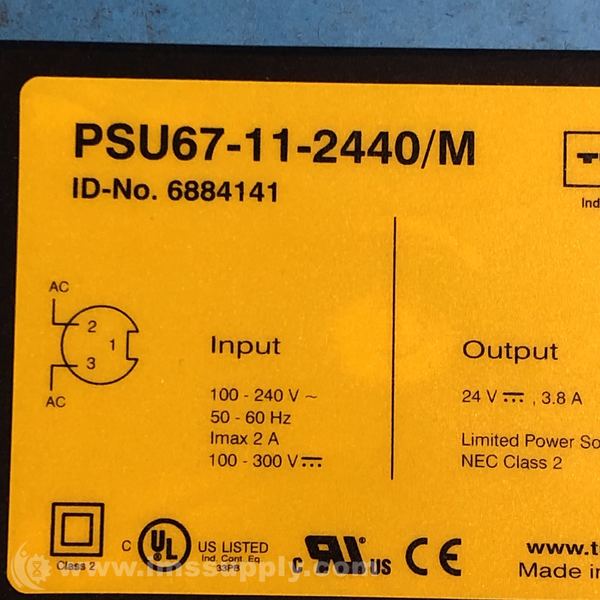 PSU67-11-2440/M
ID-No. 6884141
Ind
AC
2
1
3
AC
Input
100 - 240 V ~
50 - 60 Hz
Imax 2 A
100 - 300 V ⎓
Output
24 V ⎓ , 3.8 A
Limited Power So
NEC Class 2
Class 2
C UL ® US LISTED
Ind. Cont. Eq.
33PB
C UR US CE
www.t
Made in
www.imssupply.com